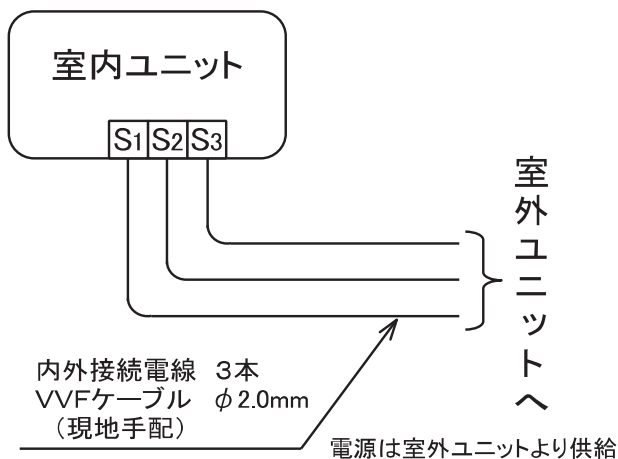 室内ユニット
S1 S2 S3
室外ユニットへ
内外接続電線 3本
VVFケーブル φ2.0mm
（現地手配）
電源は室外ユニットより供給